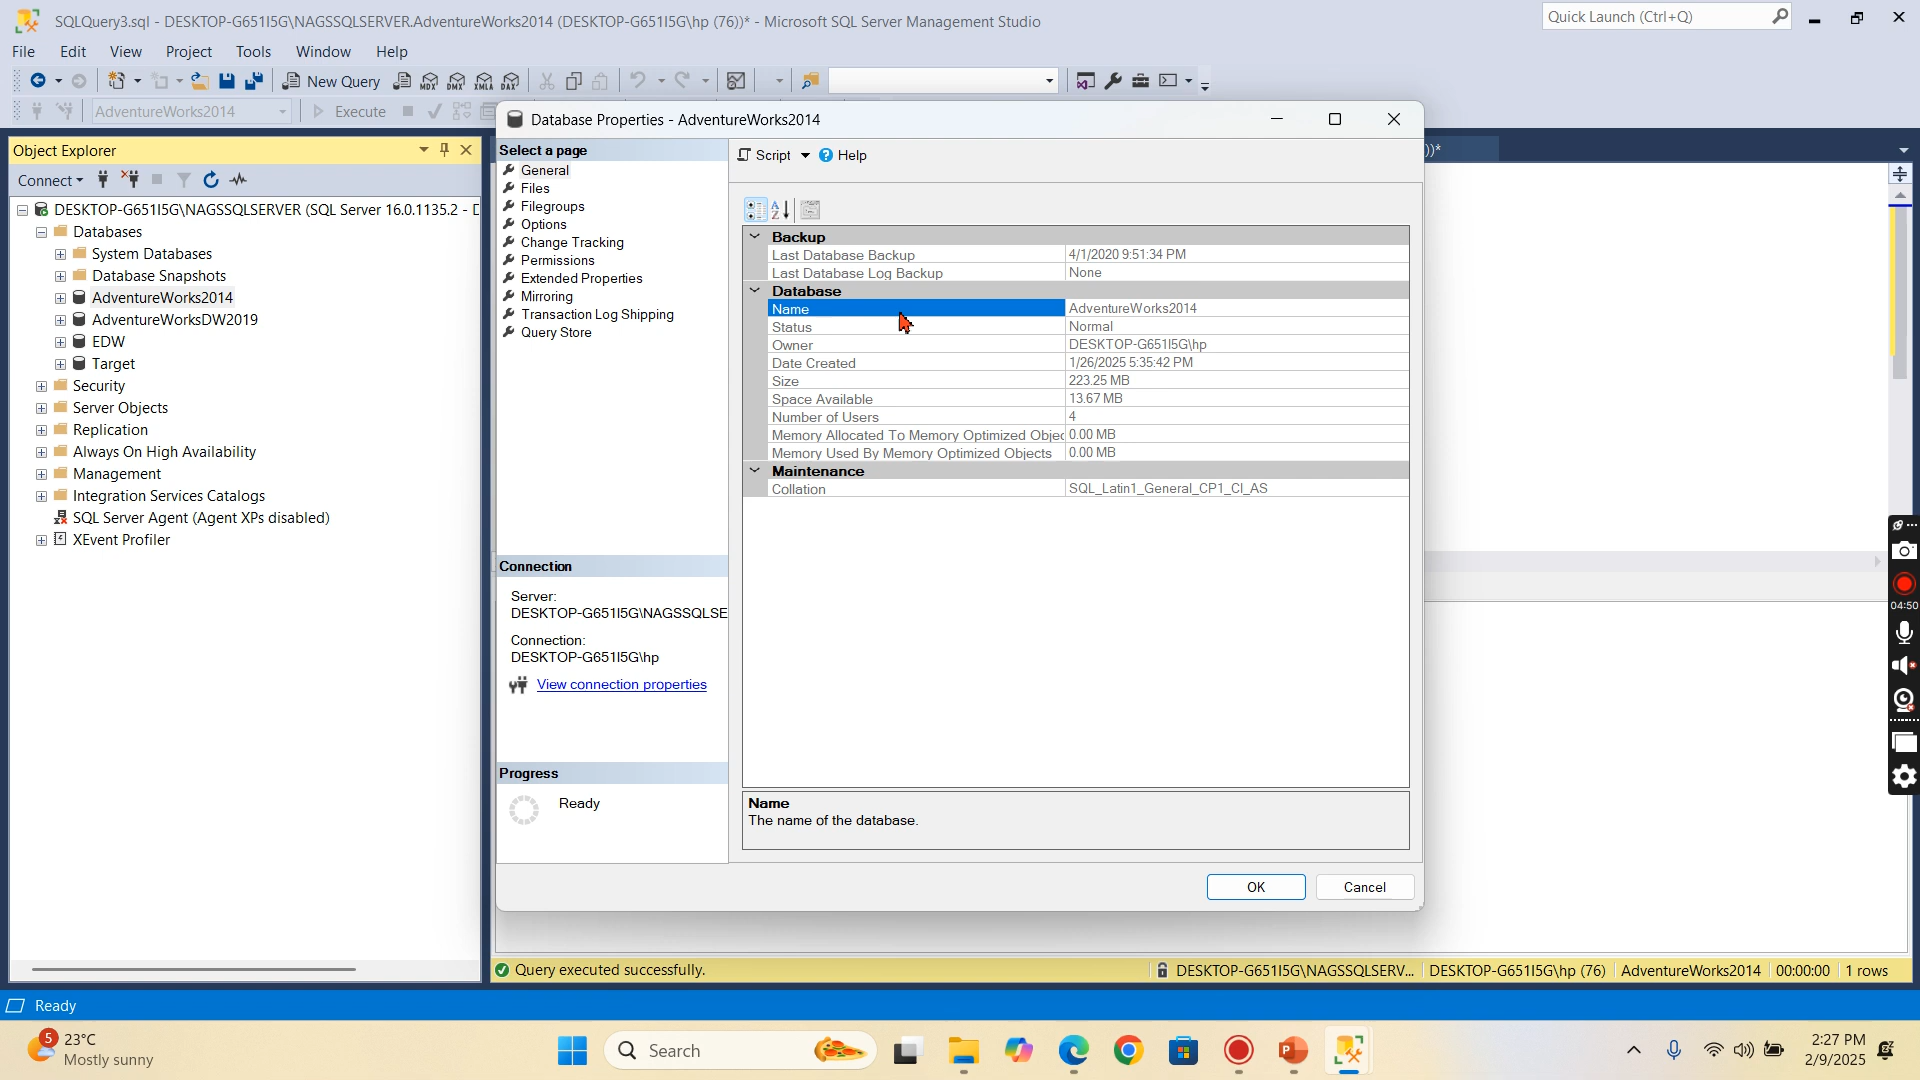 SQLQuery3.sql - DESKTOP-G651I5G\NAGSSQLSERVER.AdventureWorks2014 (DESKTOP-G651I5G\hp (76))* - Microsoft SQL Server Management Studio
Quick Launch (Ctrl+Q)
File Edit View Project Tools Window Help
New Query MDX DMX XMLA DAX
AdventureWorks2014 Execute
Object Explorer
Connect
DESKTOP-G651I5G\NAGSSQLSERVER (SQL Server 16.0.1135.2 - D
Databases
System Databases
Database Snapshots
AdventureWorks2014
AdventureWorksDW2019
EDW
Target
Security
Server Objects
Replication
Always On High Availability
Management
Integration Services Catalogs
SQL Server Agent (Agent XPs disabled)
XEvent Profiler
Database Properties - AdventureWorks2014
Select a page
General
Files
Filegroups
Options
Change Tracking
Permissions
Extended Properties
Mirroring
Transaction Log Shipping
Query Store
Connection
Server:
DESKTOP-G651I5G\NAGSSQLSE
Connection:
DESKTOP-G651I5G\hp
View connection properties
Progress
Ready
Script Help
))*
Backup
Last Database Backup 4/1/2020 9:51:34 PM
Last Database Log Backup None
Database
Name AdventureWorks2014
Status Normal
Owner DESKTOP-G651I5G\hp
Date Created 1/26/2025 5:35:42 PM
Size 223.25 MB
Space Available 13.67 MB
Number of Users 4
Memory Allocated To Memory Optimized Objec 0.00 MB
Memory Used By Memory Optimized Objects 0.00 MB
Maintenance
Collation SQL_Latin1_General_CP1_CI_AS
Name
The name of the database.
OK Cancel
04:50
Query executed successfully. DESKTOP-G651I5G\NAGSSQLSERV... DESKTOP-G651I5G\hp (76) AdventureWorks2014 00:00:00 1 rows
Ready
5 23°C
Mostly sunny
Search
2:27 PM
2/9/2025